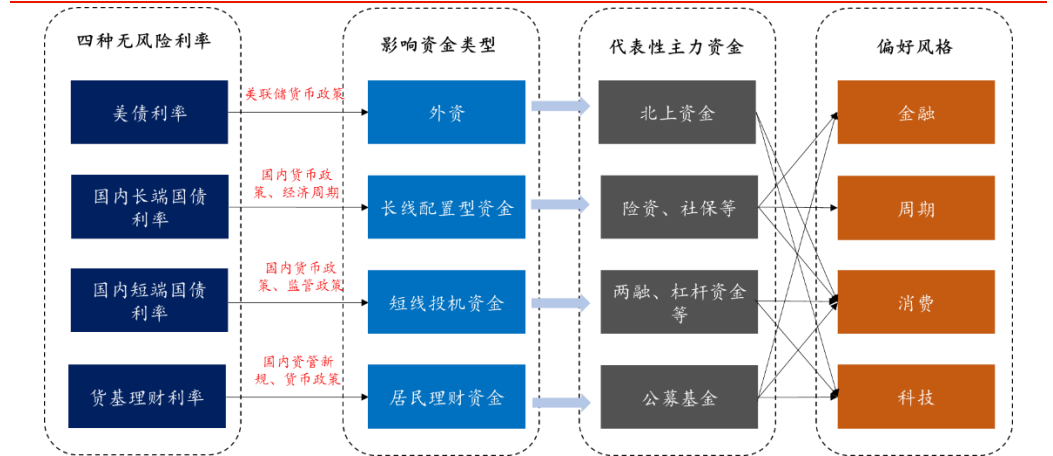 四种无风险利率
影响资金类型
代表性主力资金
偏好风格
美债利率
美联储货币政策
外资
北上资金
金融
国内长端国债
利率
国内货币政
策、经济周期
长线配置型资金
险资、社保等
周期
国内短端国债
利率
国内货币政
策、监管政策
短线投机资金
两融、杠杆资金
等
消费
货基理财利率
国内资管新
规、货币政策
居民理财资金
公募基金
科技